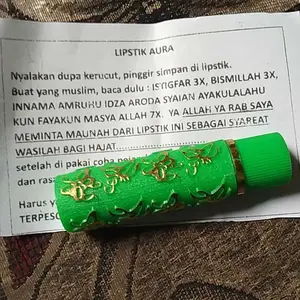 LIPSTIK AURA
Nyalakan dupa kerucut, pinggir simpan di lipstik.
Buat yang muslim, baca dulu : ISTIGFAR 3X, BISMILLAH 3X,
INNAMA AMRUHU IDZA ARODA SYAIAN AYAKULALAHU
KUN FAYAKUN MASYA ALLAH 7X. YA ALLAH YA RAB SAYA
MEMINTA MAUNAH DARI LIPSTIK INI SEBAGAI SYAREAT
WASILAH BAGI HAJAT
setelah di pakai coba
dan rasa
Harus
TERPESO